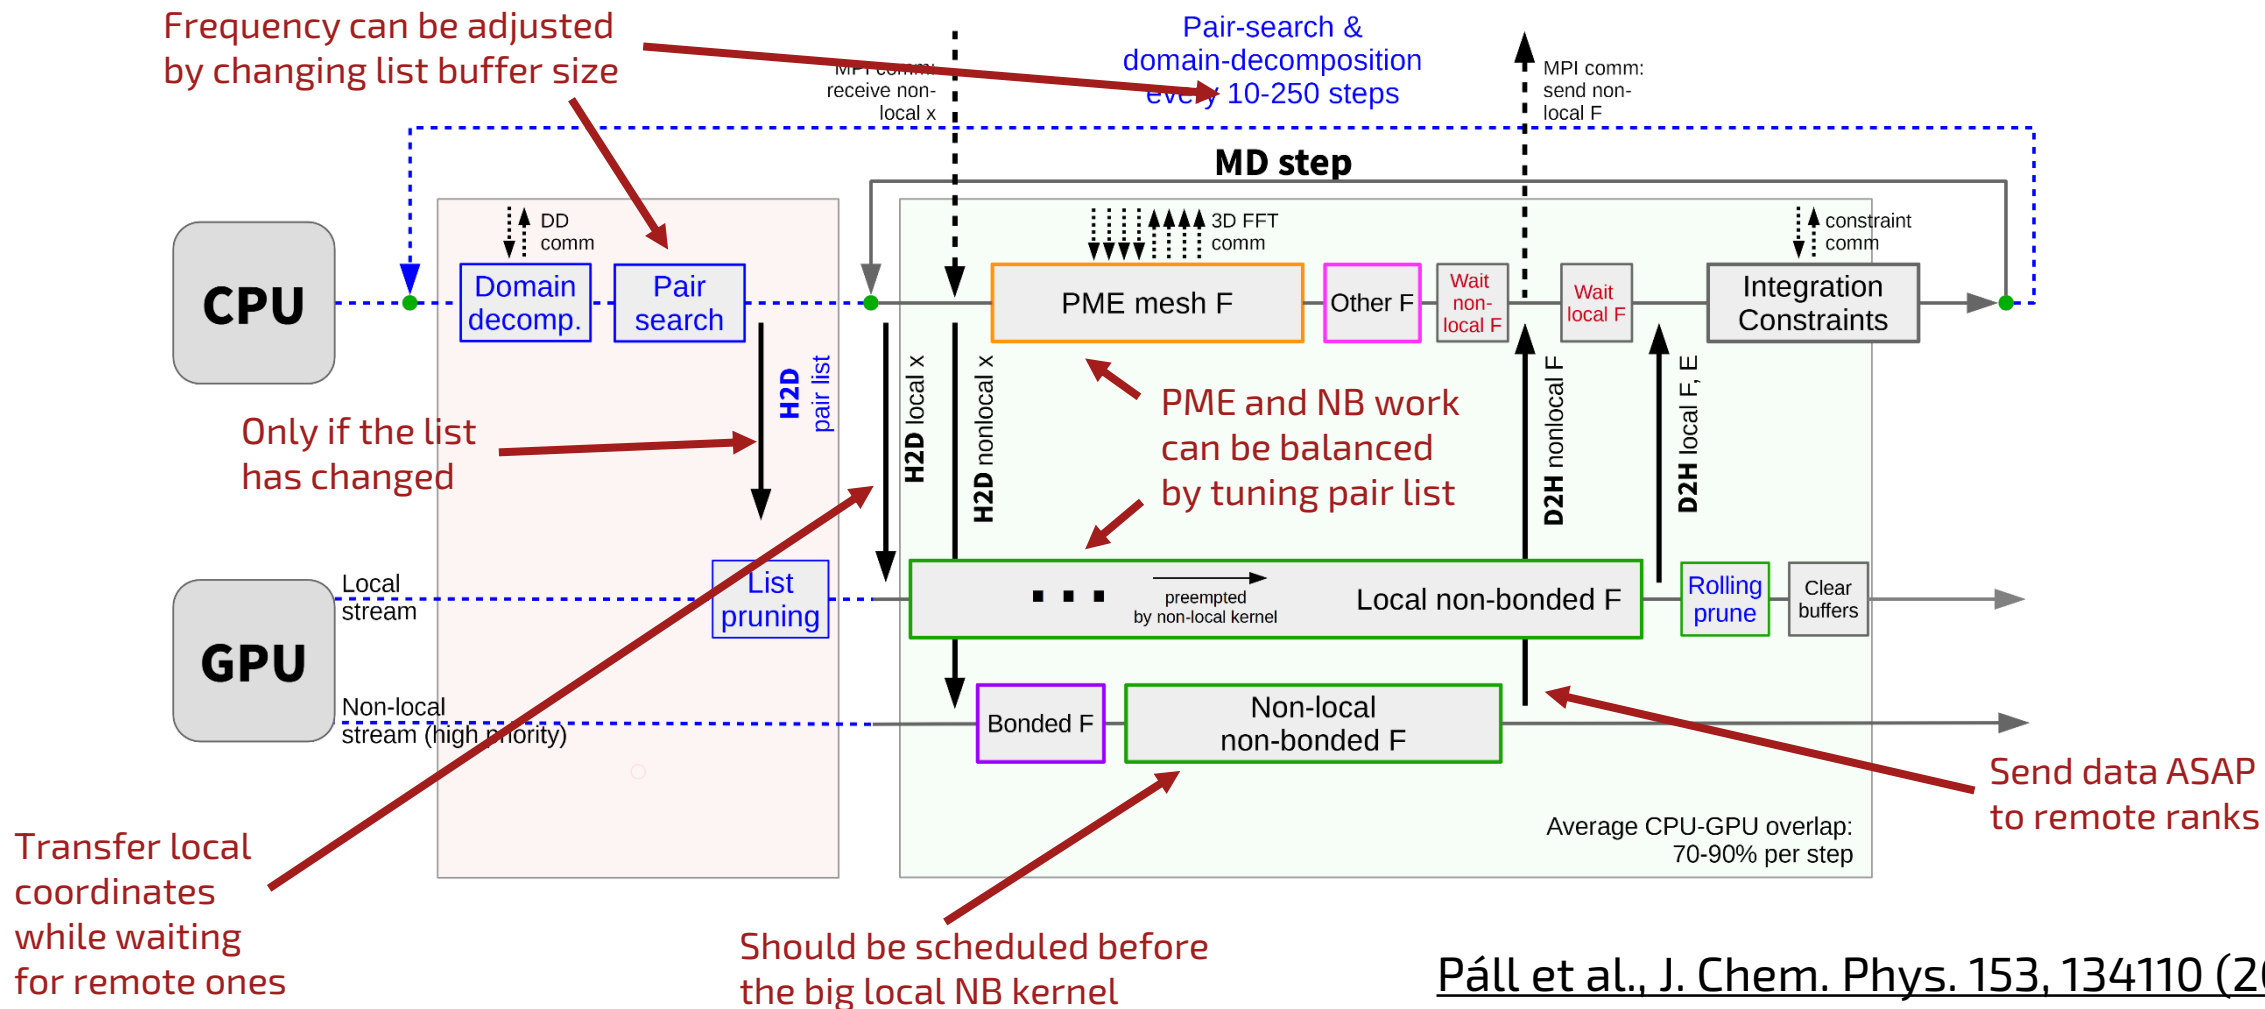 Frequency can be adjusted
by changing list buffer size
Pair-search &
domain-decomposition
every 10-250 steps
MPI comm:
receive non-
local x
MPI comm:
send non-
local F
MD step
DD
comm
3D FFT
comm
constraint
comm
CPU
Domain
decomp.
Pair
search
PME mesh F
Other F
Wait
non-
local F
Wait
local F
Integration
Constraints
H2D
pair list
H2D local x
H2D nonlocal x
D2H nonlocal F
D2H local F, E
Only if the list
has changed
PME and NB work
can be balanced
by tuning pair list
GPU
Local
stream
List
pruning
preempted
by non-local kernel
Local non-bonded F
Rolling
prune
Clear
buffers
Non-local
stream (high priority)
Bonded F
Non-local
non-bonded F
Send data ASAP
to remote ranks
Average CPU-GPU overlap:
70-90% per step
Transfer local
coordinates
while waiting
for remote ones
Should be scheduled before
the big local NB kernel
Páll et al., J. Chem. Phys. 153, 134110 (20